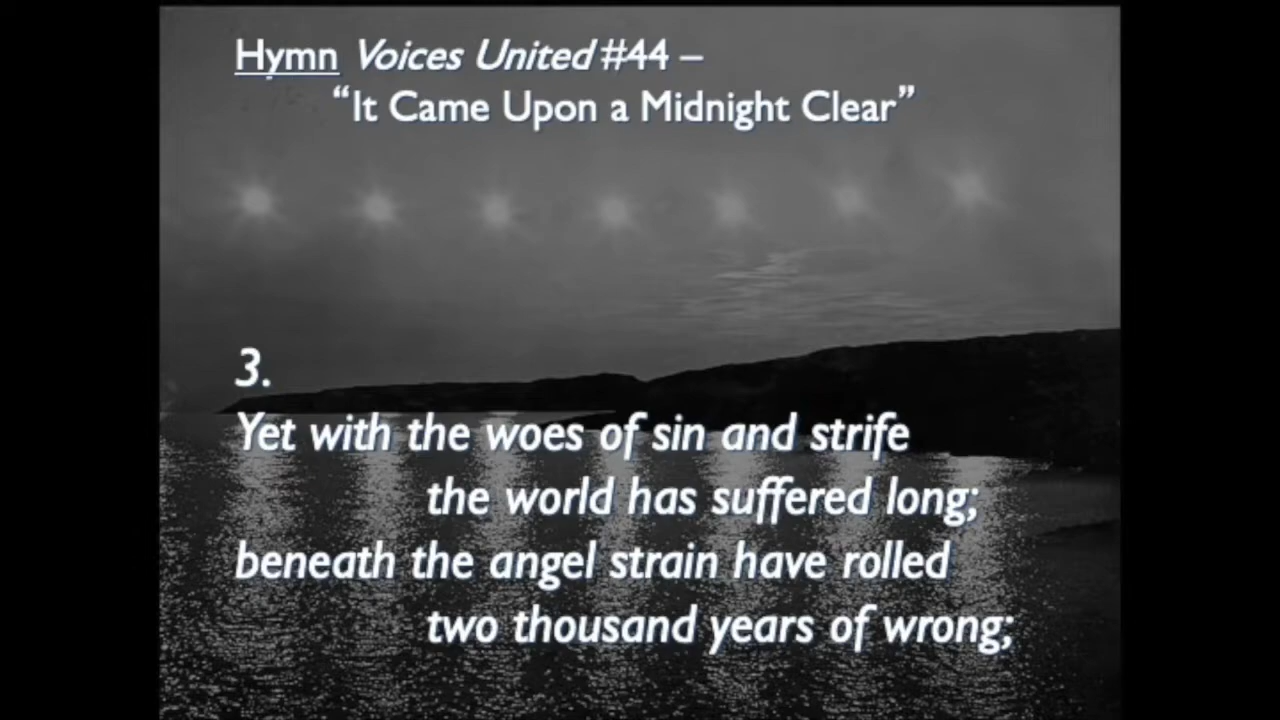 Hymn Voices United #44 –
“It Came Upon a Midnight Clear”
3.
Yet with the woes of sin and strife
the world has suffered long;
beneath the angel strain have rolled
two thousand years of wrong;